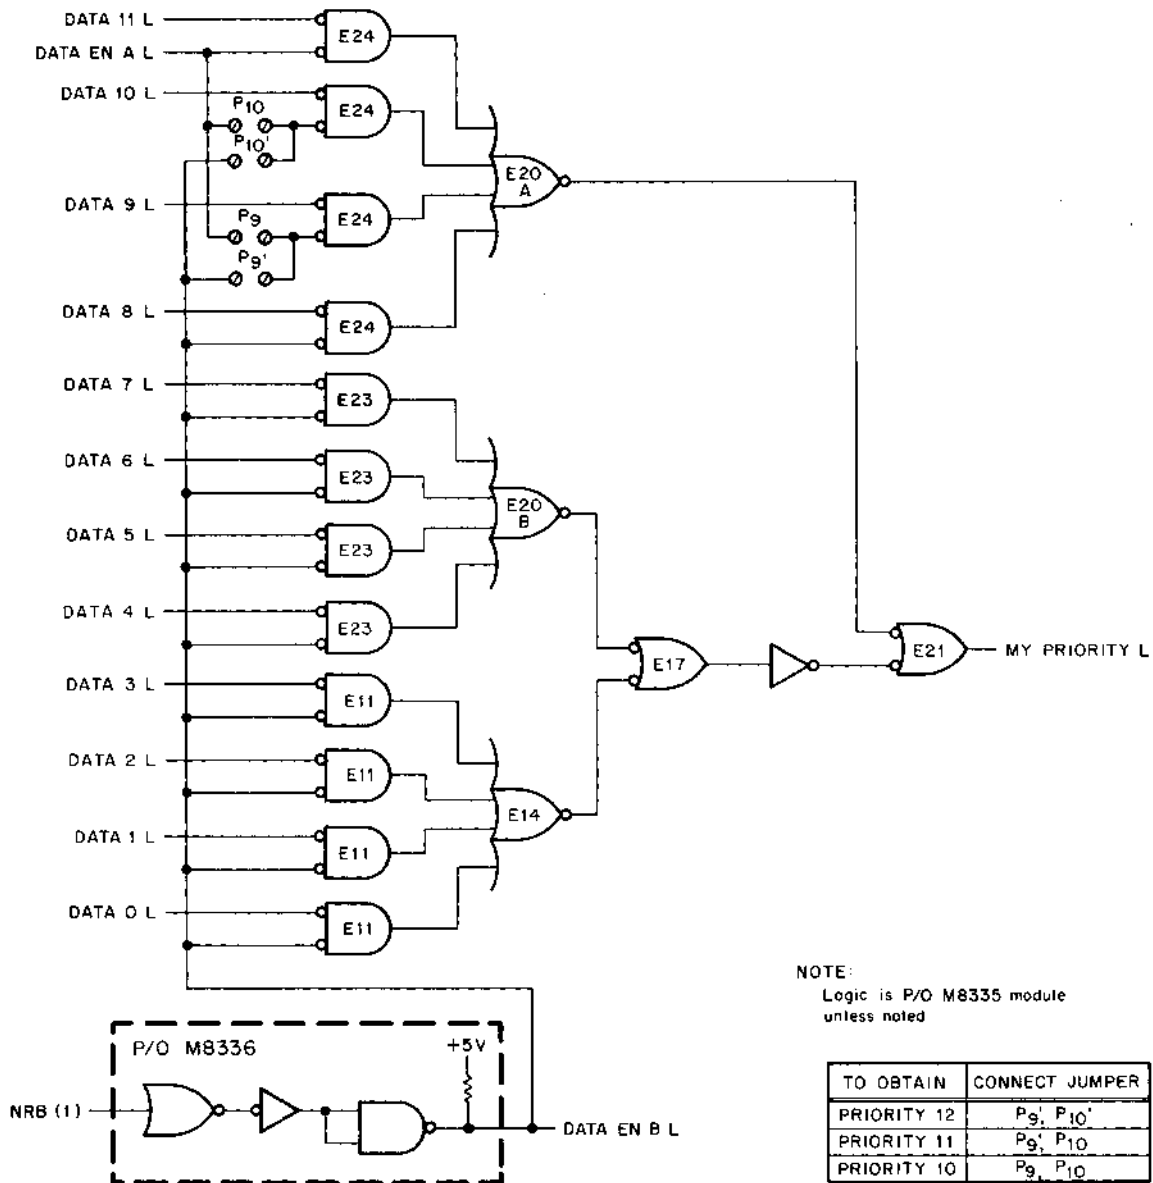 DATA 11 L
E24
DATA EN A L
DATA 10 L
E24
P10
P10'
E20
A
DATA 9 L
E24
P9
P9'
DATA 8 L
E24
DATA 7 L
E23
DATA 6 L
E23
E20
B
DATA 5 L
E23
DATA 4 L
E23
E17
E21
MY PRIORITY L
DATA 3 L
E11
DATA 2 L
E11
E14
DATA 1 L
E11
DATA 0 L
E11
NOTE:
Logic is P/O M8335 module
unless noted
P/O M8336
+5V
NRB (1)
DATA EN B L
TO OBTAIN CONNECT JUMPER
PRIORITY 12 P9', P10'
PRIORITY 11 P9', P10
PRIORITY 10 P9, P10